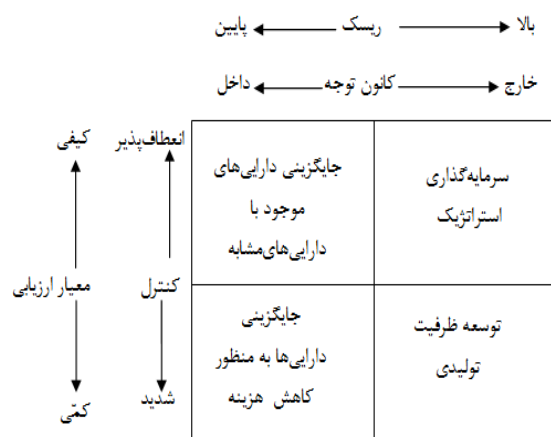 بالا ریسک پایین
خارج کانون توجه داخل
کیفی
انعطاف‌پذیر
جایگزینی دارایی‌های
موجود با
دارایی‌های‌مشابه
سرمایه‌گذاری
استراتژیک
معیار ارزیابی
کنترل
جایگزینی
دارایی‌ها به منظور
کاهش هزینه
توسعه ظرفیت
تولیدی
شدید
کمّی